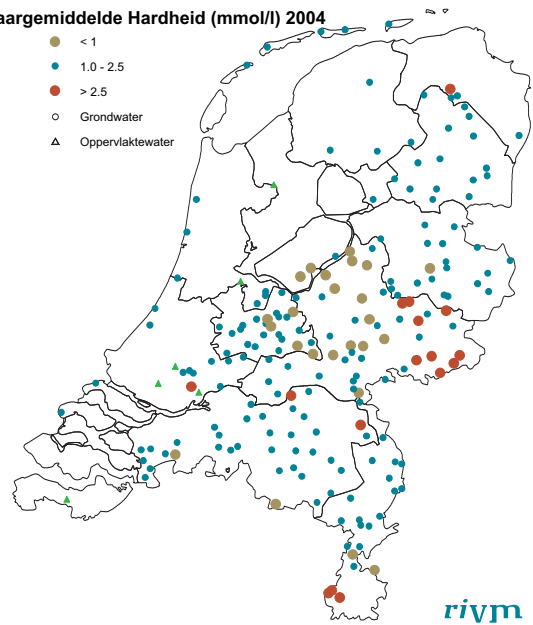 aargemiddelde Hardheid (mmol/l) 2004
< 1
1.0 - 2.5
> 2.5
Grondwater
Oppervlaktewater
rivm